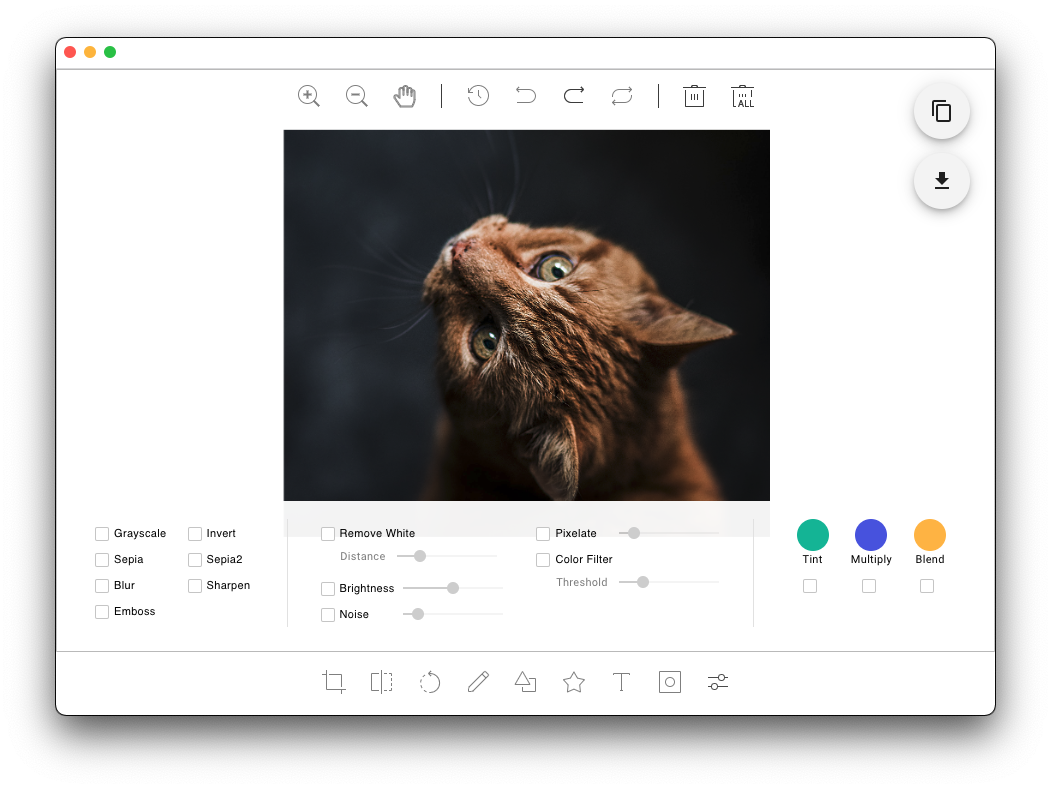 ALL
Grayscale
Invert
Sepia
Sepia2
Blur
Sharpen
Emboss
Remove White
Distance
Brightness
Noise
Pixelate
Color Filter
Threshold
Tint
Multiply
Blend